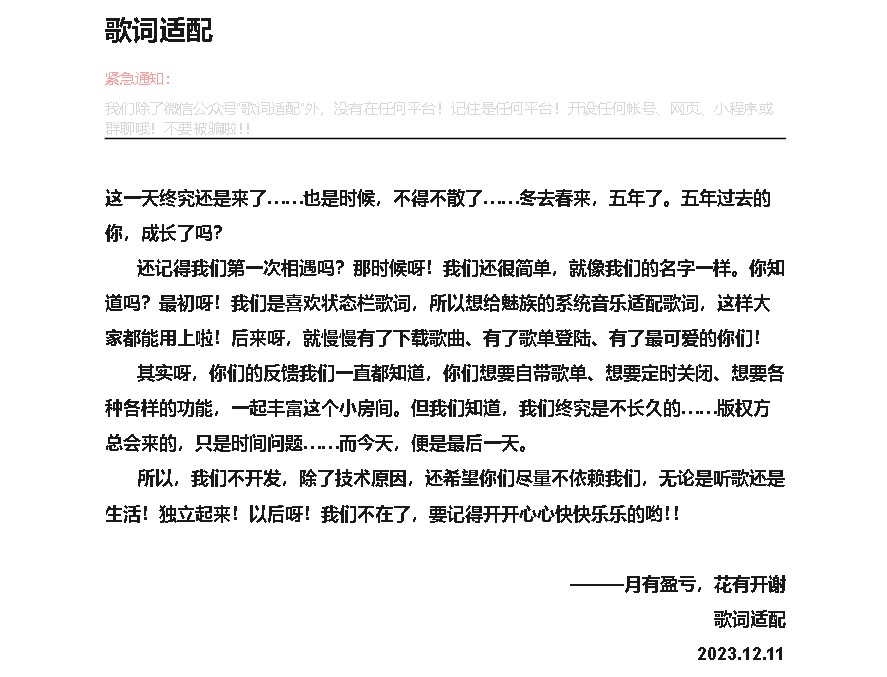 歌词适配
紧急通知：
我们除了微信公众号"歌词适配"外，没有在任何平台！记住是任何平台！开设任何帐号、网页、小程序或
群聊哦！不要被骗啦!!
这一天终究还是来了……也是时候，不得不散了……冬去春来，五年了。五年过去的
你，成长了吗？
还记得我们第一次相遇吗？那时候呀！我们还很简单，就像我们的名字一样。你知
道吗？最初呀！我们是喜欢状态栏歌词，所以想给魅族的系统音乐适配歌词，这样大
家都能用上啦！后来呀，就慢慢有了下载歌曲、有了歌单登陆、有了最可爱的你们！
其实呀，你们的反馈我们一直都知道，你们想要自带歌单、想要定时关闭、想要各
种各样的功能，一起丰富这个小房间。但我们知道，我们终究是不长久的……版权方
总会来的，只是时间问题……而今天，便是最后一天。
所以，我们不开发，除了技术原因，还希望你们尽量不依赖我们，无论是听歌还是
生活！独立起来！以后呀！我们不在了，要记得开开心心快快乐乐的哟!!
———月有盈亏，花有开谢
歌词适配
2023.12.11